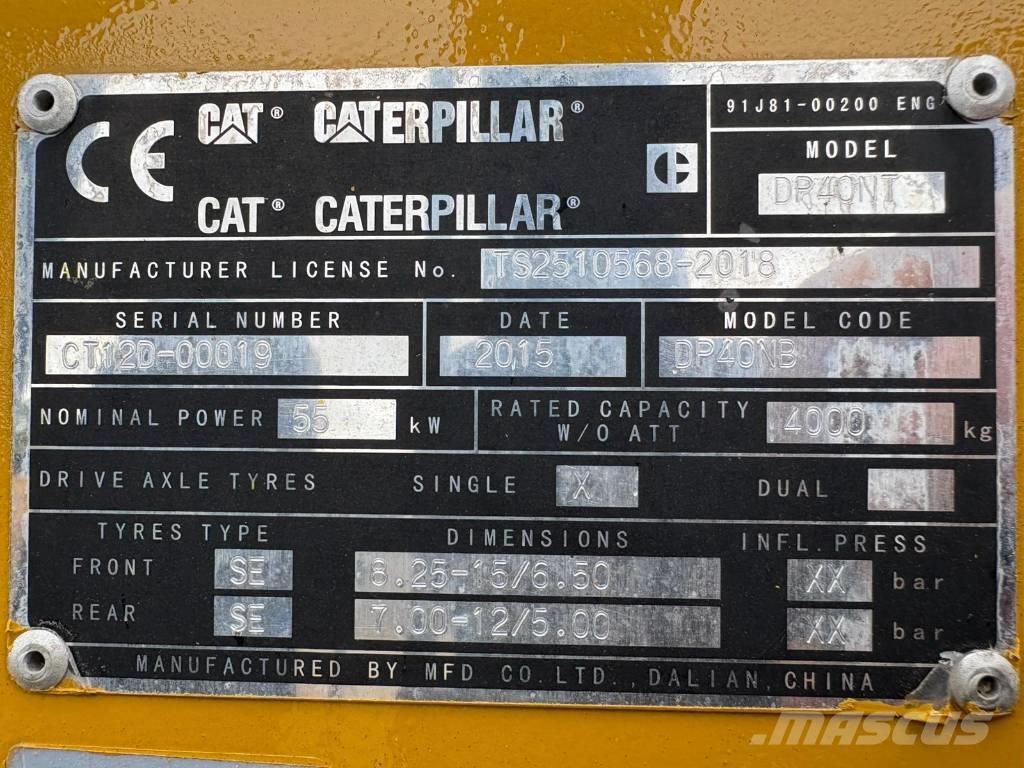 CE CAT® CATERPILLAR®
CAT® CATERPILLAR®
91J81-00200 ENG
MODEL
DP40NT
MANUFACTURER LICENSE No. TS2510568-2018
SERIAL NUMBER DATE MODEL CODE
CT12D-00019 2015 DP40NB
NOMINAL POWER 55 kW RATED CAPACITY W/O ATT 4000 kg
DRIVE AXLE TYRES SINGLE X DUAL
TYRES TYPE DIMENSIONS INFL.PRESS
FRONT SE 8.25-15/6.50 XX bar
REAR SE 7.00-12/5.00 XX bar
MANUFACTURED BY MFD CO.LTD.,DALIAN,CHINA
mascus